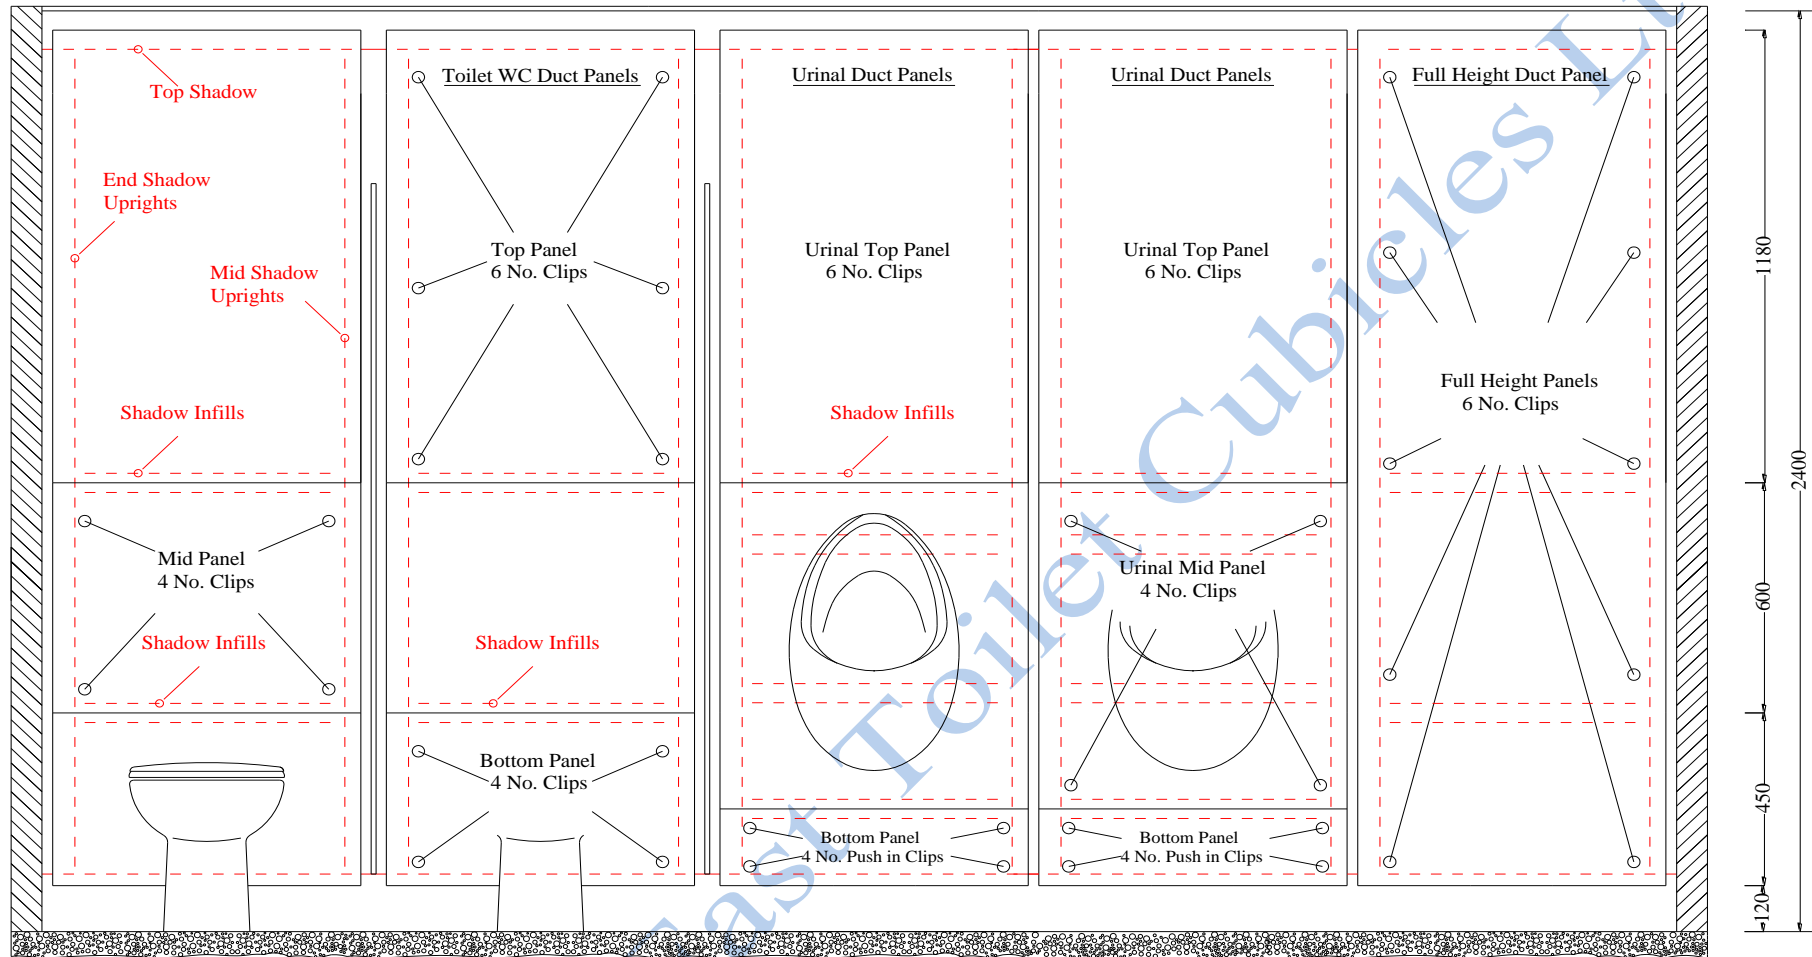 Toilet WC Duct Panels
Urinal Duct Panels
Urinal Duct Panels
Full Height Duct Panel
Top Shadow
End Shadow
Uprights
Mid Shadow
Uprights
Top Panel
6 No. Clips
Urinal Top Panel
6 No. Clips
Urinal Top Panel
6 No. Clips
Full Height Panels
6 No. Clips
Shadow Infills
Shadow Infills
Mid Panel
4 No. Clips
Urinal Mid Panel
4 No. Clips
Shadow Infills
Shadow Infills
Bottom Panel
4 No. Clips
Bottom Panel
4 No. Push in Clips
Bottom Panel
4 No. Push in Clips
1180
600
450
120
2400
East Toilet Cubicles Lt